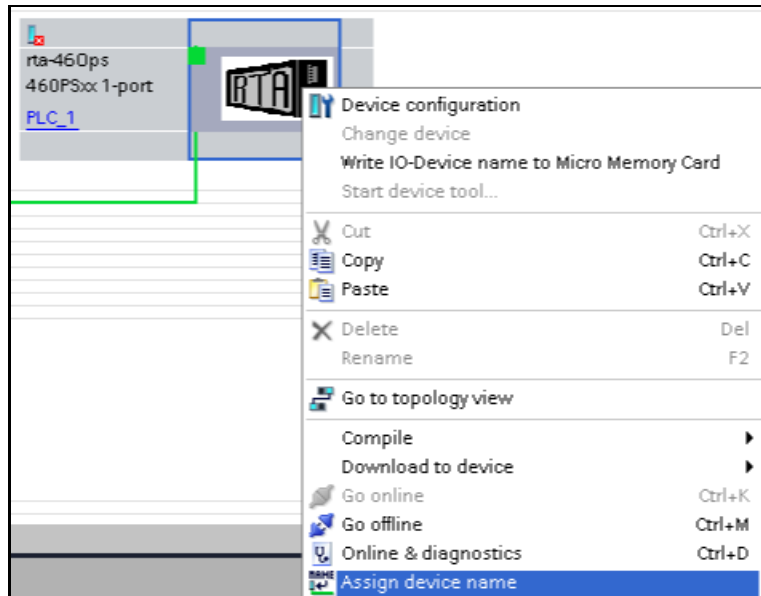 rta-460ps
460PSxx 1-port
PLC_1
RTA
Device configuration
Change device
Write IO-Device name to Micro Memory Card
Start device tool...
Cut Ctrl+X
Copy Ctrl+C
Paste Ctrl+V
Delete Del
Rename F2
Go to topology view
Compile
Download to device
Go online Ctrl+K
Go offline Ctrl+M
Online & diagnostics Ctrl+D
NAME
Assign device name